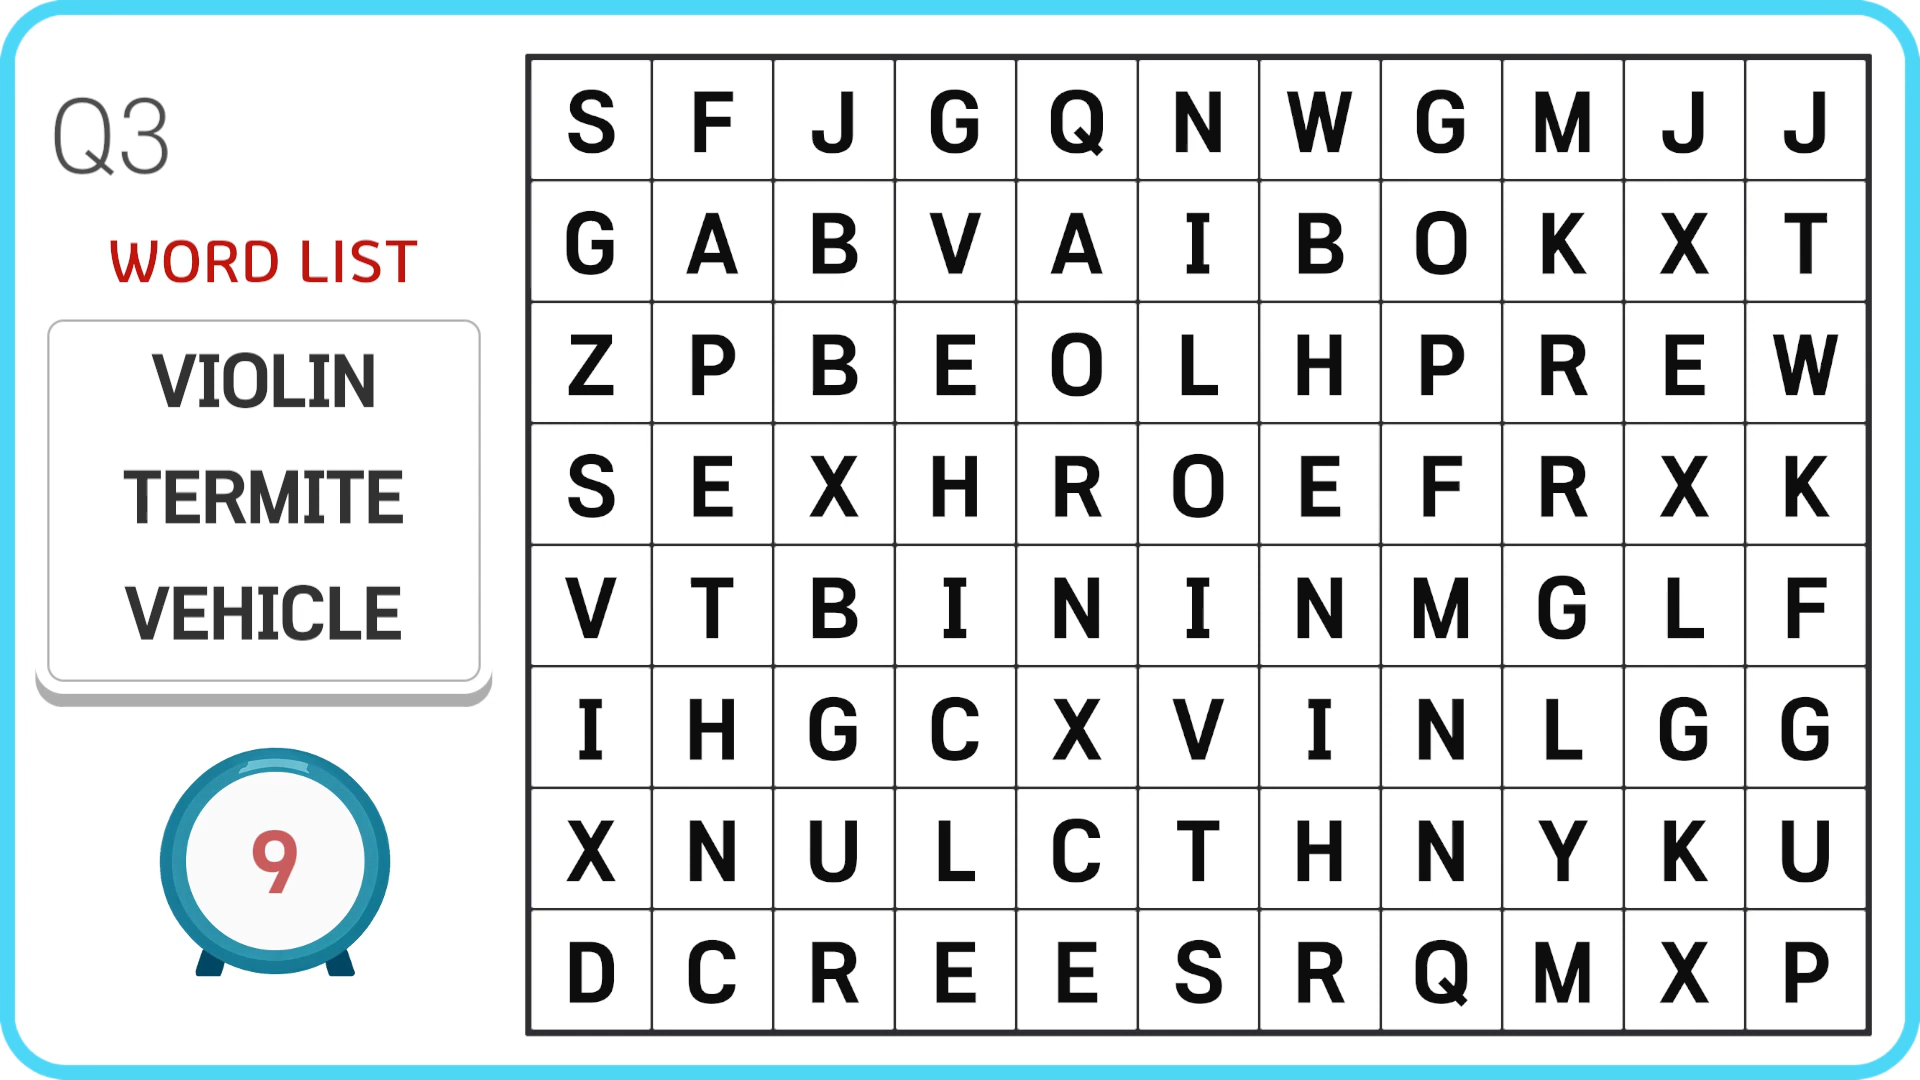 Q3
WORD LIST
VIOLIN
TERMITE
VEHICLE
9
S F J G Q N W G M J J
G A B V A I B O K X T
Z P B E O L H P R E W
S E X H R O E F R X K
V T B I N I N M G L F
I H G C X V I N L G G
X N U L C T H N Y K U
D C R E E S R Q M X P